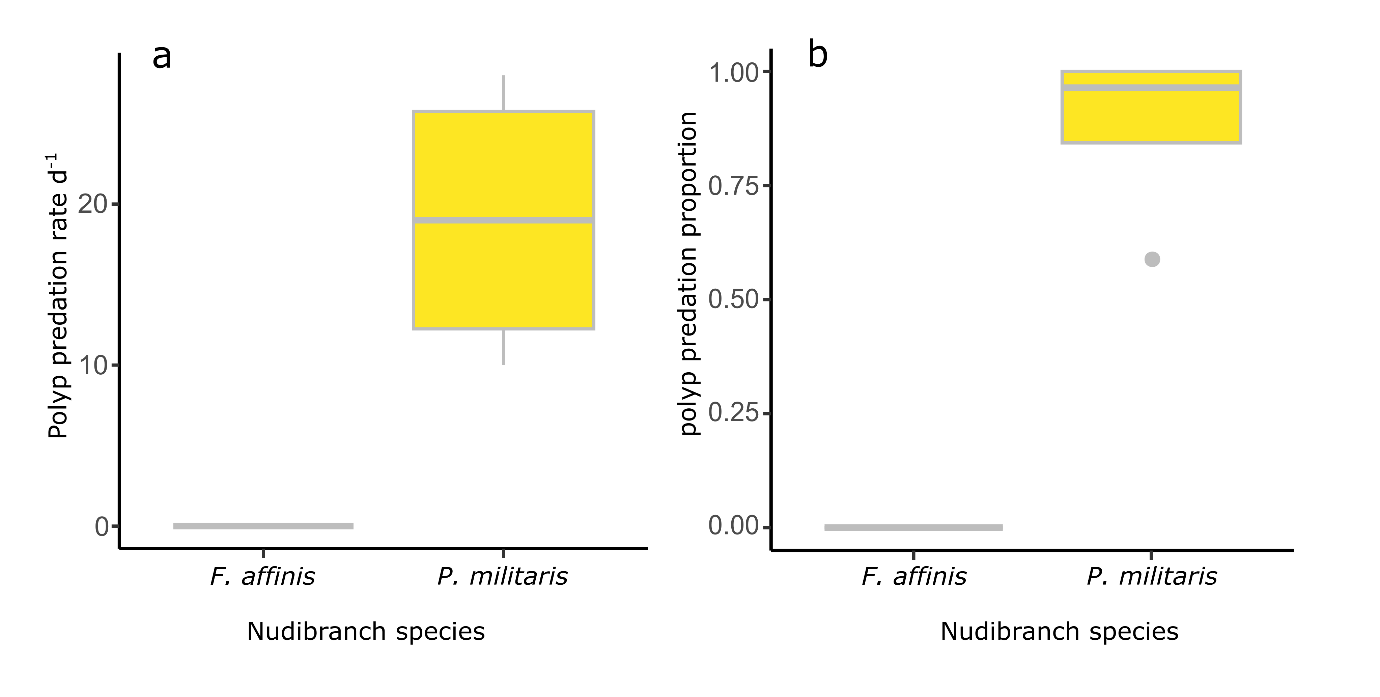 a
Polyp predation rate d-1
20
10
0
F. affinis P. militaris
Nudibranch species
b
polyp predation proportion
1.00
0.75
0.50
0.25
0.00
F. affinis P. militaris
Nudibranch species